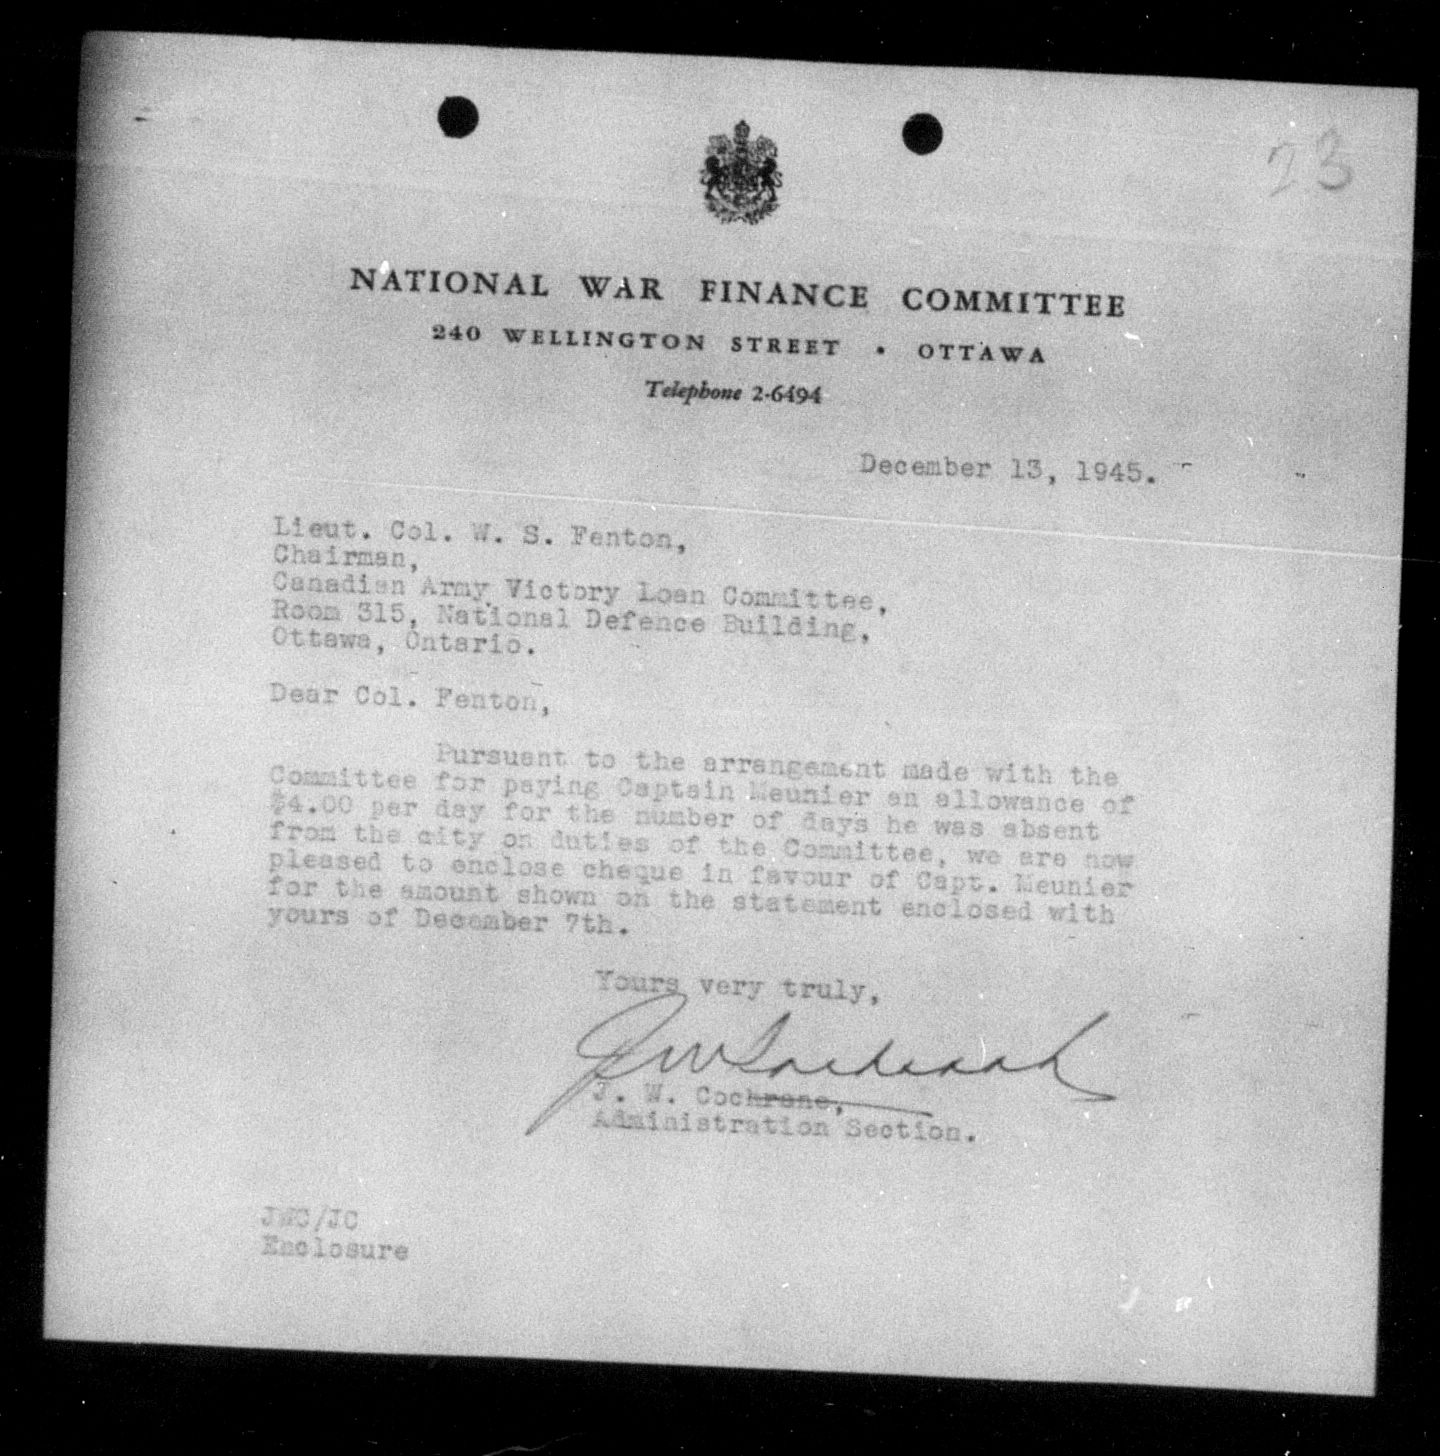 23
NATIONAL WAR FINANCE COMMITTEE
240 WELLINGTON STREET • OTTAWA
Telephone 2-6494
December 13, 1945.
Lieut. Col. W. S. Fenton,
Chairman,
Canadian Army Victory Loan Committee,
Room 315, National Defence Building,
Ottawa, Ontario.
Dear Col. Fenton,
Pursuant to the arrangement made with the
Committee for paying Captain Meunier an allowance of
$4.00 per day for the number of days he was absent
from the city on duties of the Committee, we are now
pleased to enclose cheque in favour of Capt. Meunier
for the amount shown on the statement enclosed with
yours of December 7th.
Yours very truly,
J. W. Cochrane,
Administration Section.
JWC/JC
Enclosure